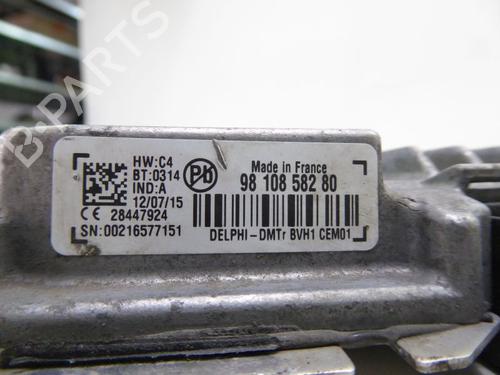 HW:C4
BT:0314
IND:A
12/07/15
CE 28447924
SN:00216577151
Pb
Made in France
98 108 582 80
DELPHI-DMTr BVH1 CEM01
B-PARTS